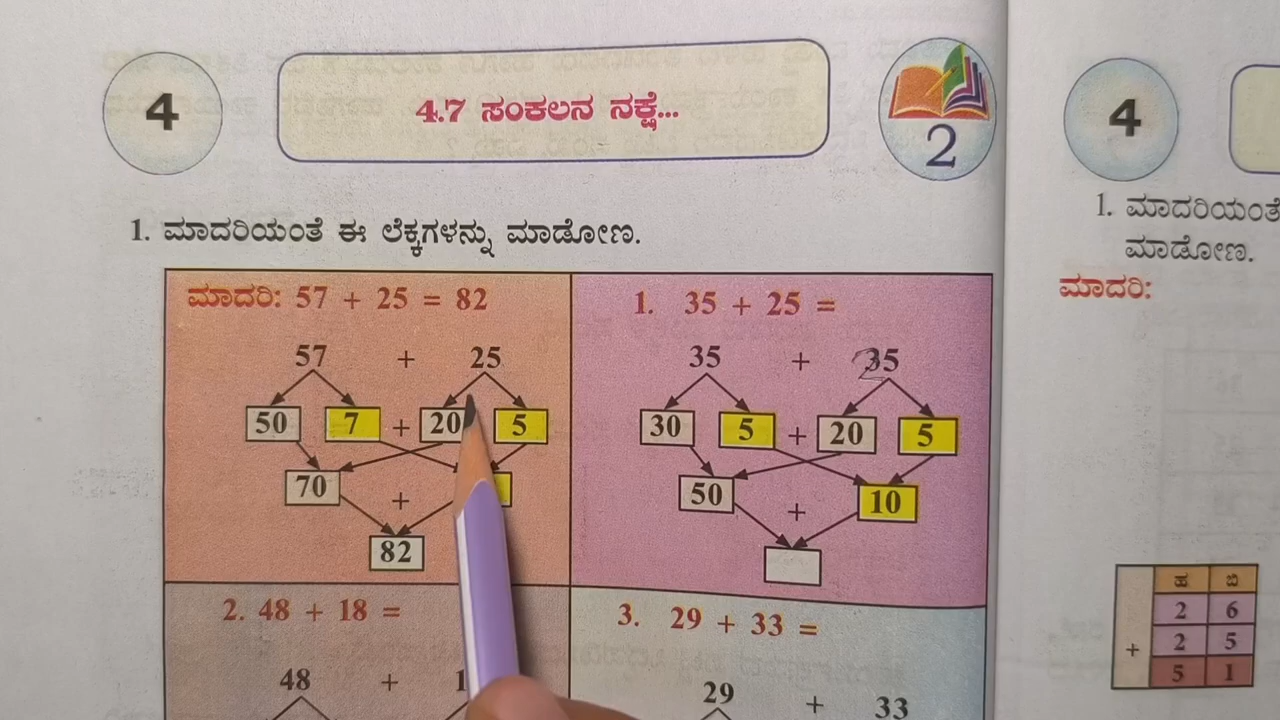 4
4.7 ಸಂಕಲನ ನಕ್ಷೆ...
2
1. ಮಾದರಿಯಂತೆ ಈ ಲೆಕ್ಕಗಳನ್ನು ಮಾಡೋಣ.
ಮಾದರಿ: 57 + 25 = 82
57 + 25
50 7 + 20 5
70 +
82
1. 35 + 25 =
35 + 35
2
30 5 + 20 5
50 + 10
2. 48 + 18 =
48 + 1
3. 29 + 33 =
29 + 33
4
1. ಮಾದರಿಯಂತೆ
ಮಾಡೋಣ.
ಮಾದರಿ:
ಹ ಬಿ
2 6
+ 2 5
5 1